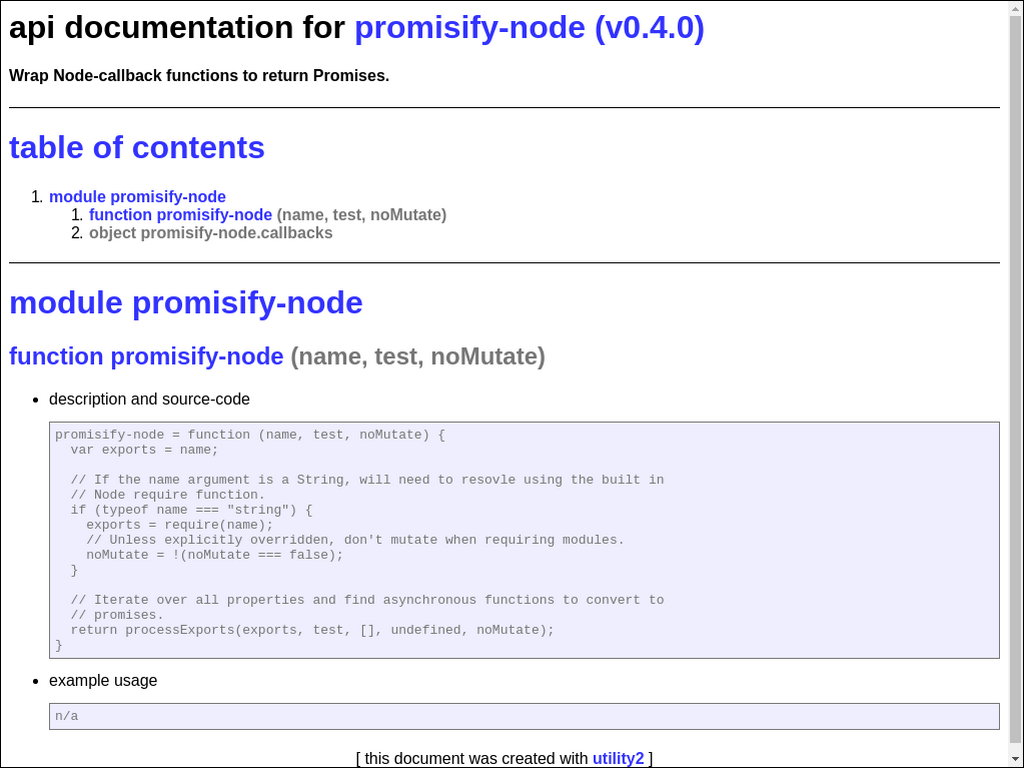 api documentation for promisify-node (v0.4.0)
Wrap Node-callback functions to return Promises.
table of contents
1. module promisify-node
1. function promisify-node (name, test, noMutate)
2. object promisify-node.callbacks
module promisify-node
function promisify-node (name, test, noMutate)
• description and source-code
promisify-node = function (name, test, noMutate) {
  var exports = name;

  // If the name argument is a String, will need to resovle using the built in
  // Node require function.
  if (typeof name === "string") {
    exports = require(name);
    // Unless explicitly overridden, don't mutate when requiring modules.
    noMutate = !(noMutate === false);
  }

  // Iterate over all properties and find asynchronous functions to convert to
  // promises.
  return processExports(exports, test, [], undefined, noMutate);
}
• example usage
n/a
[ this document was created with utility2 ]